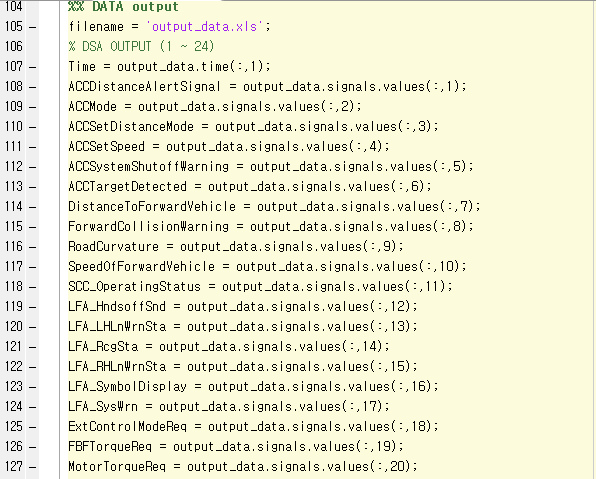 104 %% DATA output
105 – filename = 'output_data.xls';
106 % DSA OUTPUT (1 ~ 24)
107 – Time = output_data.time(:,1);
108 – ACCDistanceAlertSignal = output_data.signals.values(:,1);
109 – ACCMode = output_data.signals.values(:,2);
110 – ACCSetDistanceMode = output_data.signals.values(:,3);
111 – ACCSetSpeed = output_data.signals.values(:,4);
112 – ACCSystemShutoffWarning = output_data.signals.values(:,5);
113 – ACCTargetDetected = output_data.signals.values(:,6);
114 – DistanceToForwardVehicle = output_data.signals.values(:,7);
115 – ForwardCollisionWarning = output_data.signals.values(:,8);
116 – RoadCurvature = output_data.signals.values(:,9);
117 – SpeedOfForwardVehicle = output_data.signals.values(:,10);
118 – SCC_OperatingStatus = output_data.signals.values(:,11);
119 – LFA_HndsoffSnd = output_data.signals.values(:,12);
120 – LFA_LHLnWrnSta = output_data.signals.values(:,13);
121 – LFA_RcgSta = output_data.signals.values(:,14);
122 – LFA_RHLnWrnSta = output_data.signals.values(:,15);
123 – LFA_SymbolDisplay = output_data.signals.values(:,16);
124 – LFA_SysWrn = output_data.signals.values(:,17);
125 – ExtControlModeReq = output_data.signals.values(:,18);
126 – FBFTorqueReq = output_data.signals.values(:,19);
127 – MotorTorqueReq = output_data.signals.values(:,20);